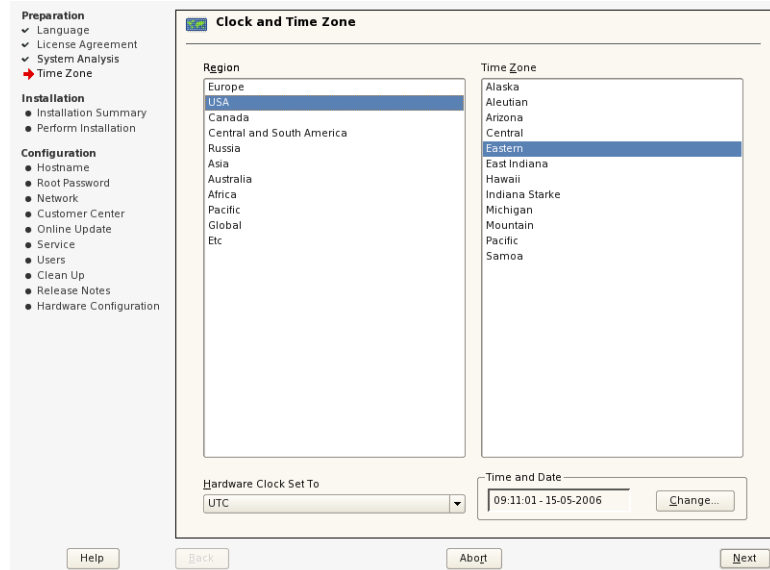 Preparation
Language
License Agreement
System Analysis
Time Zone
Installation
Installation Summary
Perform Installation
Configuration
Hostname
Root Password
Network
Customer Center
Online Update
Service
Users
Clean Up
Release Notes
Hardware Configuration
Clock and Time Zone
Region
Europe
USA
Canada
Central and South America
Russia
Asia
Australia
Africa
Pacific
Global
Etc
Time Zone
Alaska
Aleutian
Arizona
Central
Eastern
East Indiana
Hawaii
Indiana Starke
Michigan
Mountain
Pacific
Samoa
Hardware Clock Set To
UTC
Time and Date
09:11:01 - 15-05-2006
Change...
Help
Back
Abort
Next